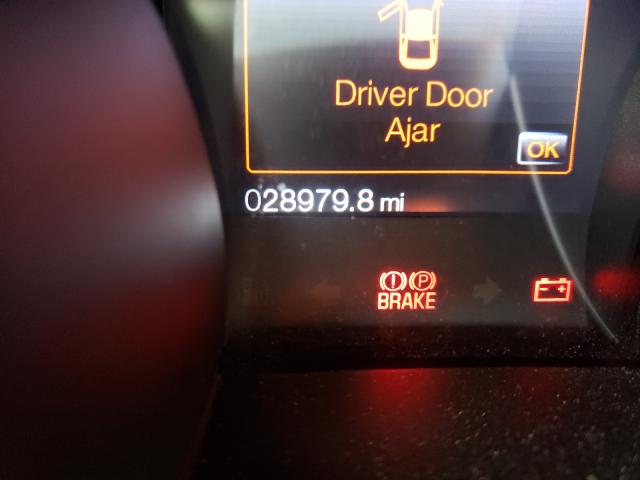 Driver Door
Ajar
OK
028979.8 mi
(!) (P)
BRAKE
- +